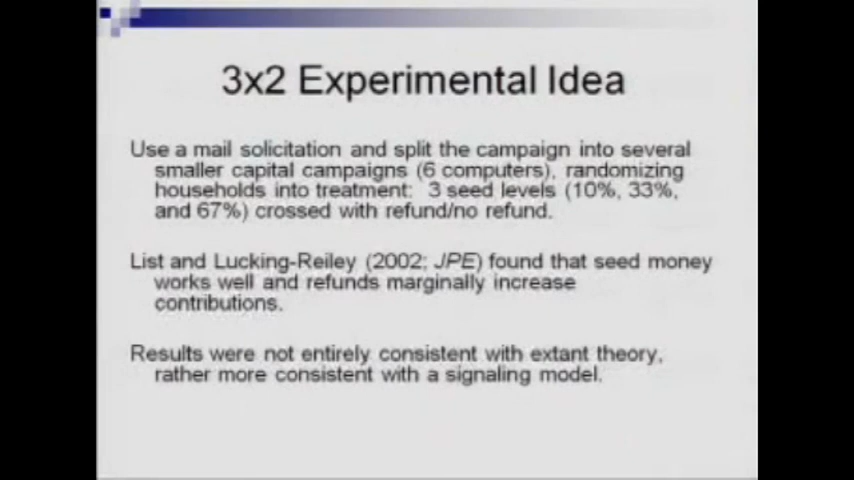 3x2 Experimental Idea
Use a mail solicitation and split the campaign into several
smaller capital campaigns (6 computers), randomizing
households into treatment: 3 seed levels (10%, 33%,
and 67%) crossed with refund/no refund.
List and Lucking-Reiley (2002; JPE) found that seed money
works well and refunds marginally increase
contributions.
Results were not entirely consistent with extant theory,
rather more consistent with a signaling model.